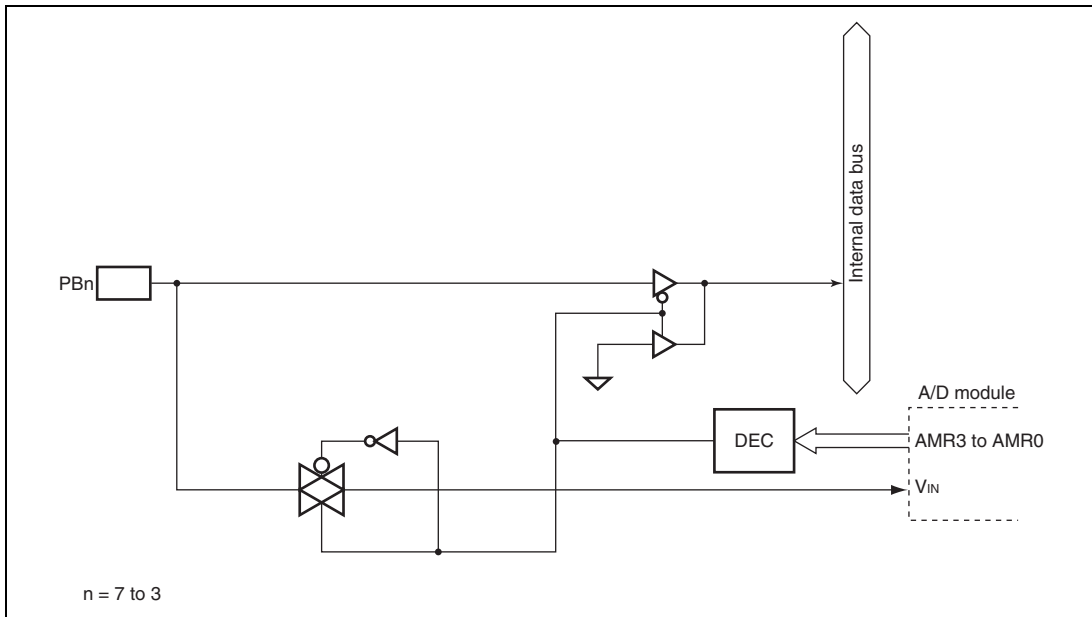 Internal data bus
PBn
A/D module
DEC
AMR3 to AMR0
VIN
n = 7 to 3